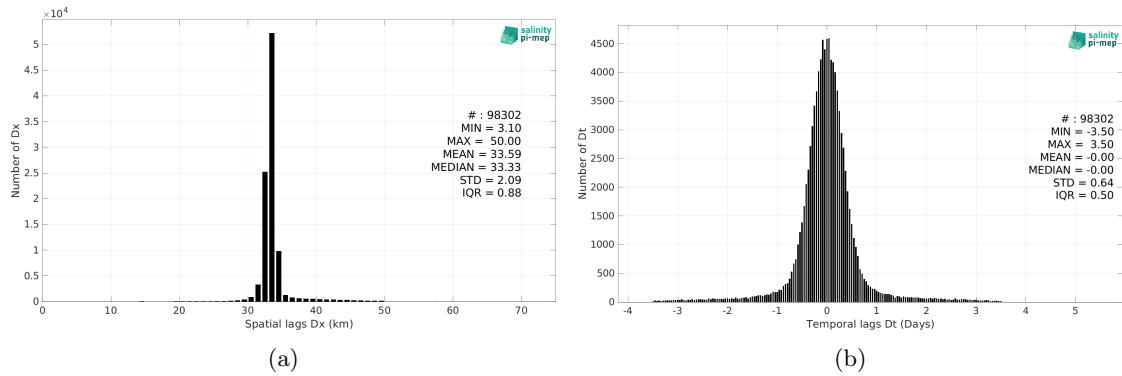 ×10⁴
5
4.5
4
3.5
3
2.5
2
1.5
1
0.5
0
Number of Dx
0 10 20 30 40 50 60 70
Spatial lags Dx (km)
salinity
pi-mep
# : 98302
MIN = 3.10
MAX = 50.00
MEAN = 33.59
MEDIAN = 33.33
STD = 2.09
IQR = 0.88
(a)
4500
4000
3500
3000
2500
2000
1500
1000
500
0
Number of Dt
-4 -3 -2 -1 0 1 2 3 4 5
Temporal lags Dt (Days)
salinity
pi-mep
# : 98302
MIN = -3.50
MAX = 3.50
MEAN = -0.00
MEDIAN = -0.00
STD = 0.64
IQR = 0.50
(b)